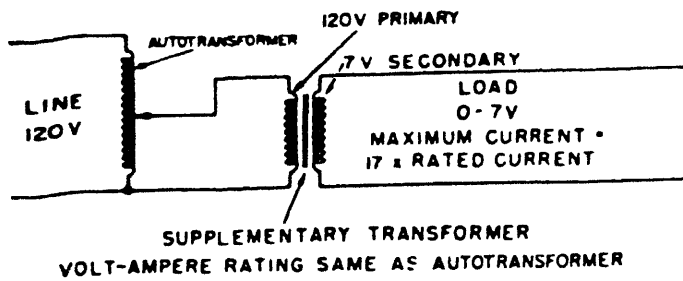 120V PRIMARY
AUTOTRANSFORMER
7 V SECONDARY
LINE
120V
LOAD
0-7V
MAXIMUM CURRENT =
17 x RATED CURRENT
SUPPLEMENTARY TRANSFORMER
VOLT-AMPERE RATING SAME AS AUTOTRANSFORMER